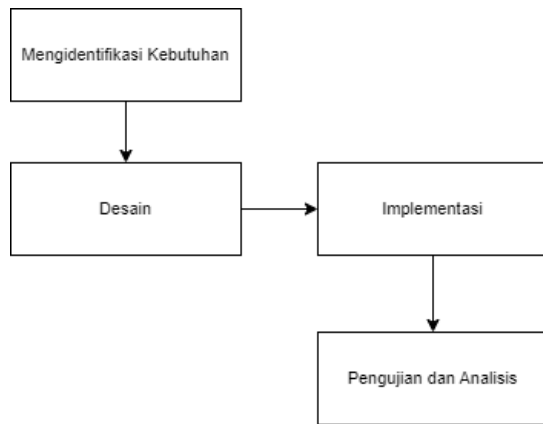 Mengidentifikasi Kebutuhan
Desain
Implementasi
Pengujian dan Analisis